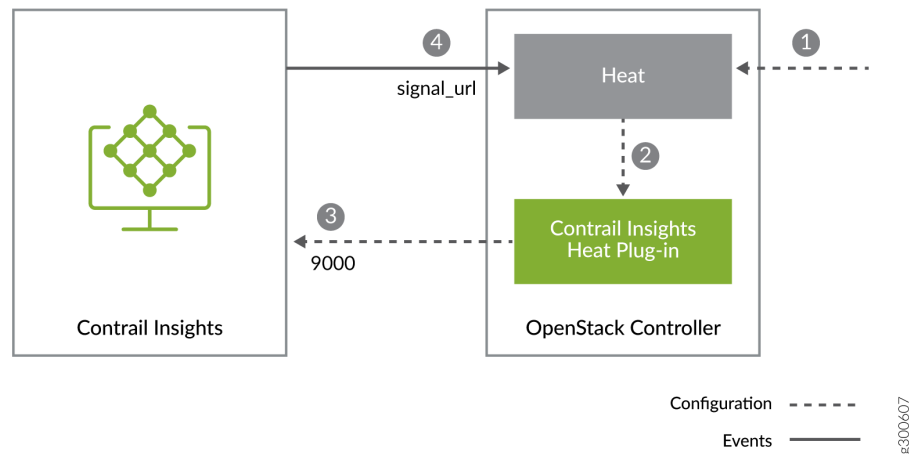 4
1
Heat
signal_url
2
3
Contrail Insights
Heat Plug-in
9000
Contrail Insights
OpenStack Controller
Configuration
Events
g300607